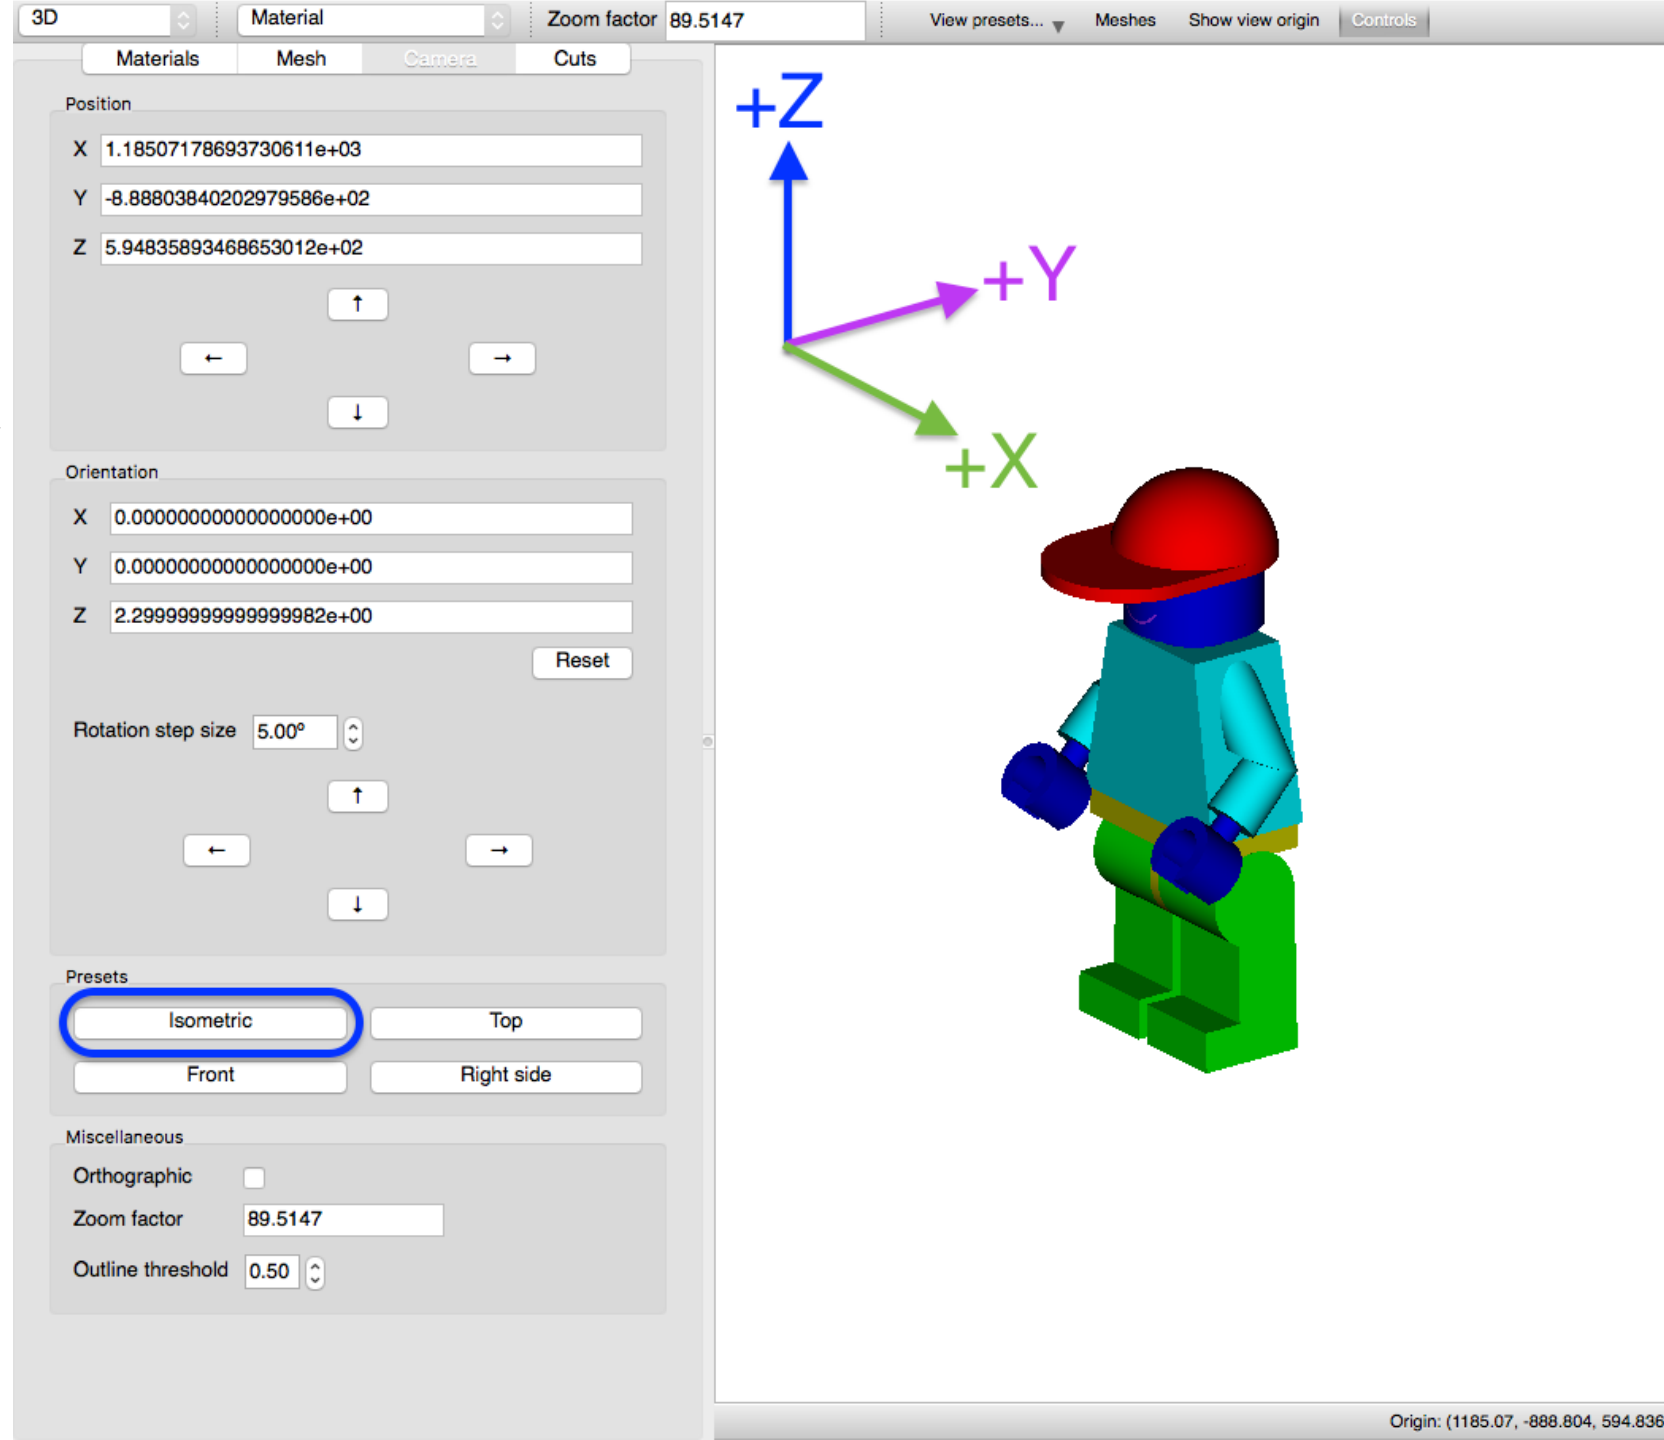 3D Material Zoom factor 89.5147 View presets... Meshes Show view origin Controls
Materials Mesh Camera Cuts
Position
X 1.18507178693730611e+03
Y -8.88803840202979586e+02
Z 5.94835893468653012e+02
↑
← →
↓
Orientation
X 0.00000000000000000e+00
Y 0.00000000000000000e+00
Z 2.29999999999999982e+00
Reset
Rotation step size 5.00º
↑
← →
↓
Presets
Isometric Top
Front Right side
Miscellaneous
Orthographic
Zoom factor 89.5147
Outline threshold 0.50
+Z
+Y
+X
Origin: (1185.07, -888.804, 594.836